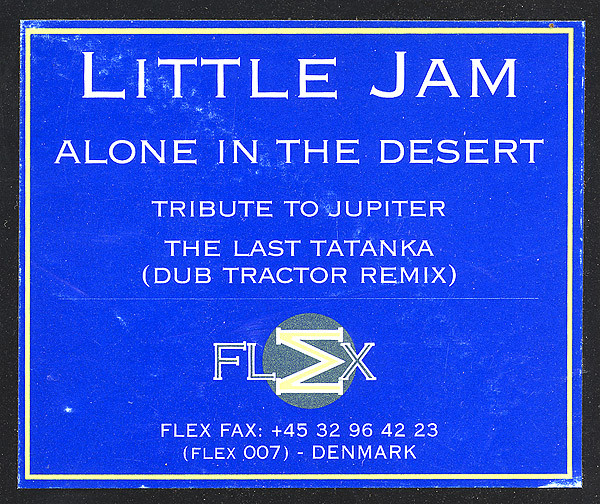 LITTLE JAM
ALONE IN THE DESERT
TRIBUTE TO JUPITER
THE LAST TATANKA
(DUB TRACTOR REMIX)
FLEX
FLEX FAX: +45 32 96 42 23
(FLEX 007) - DENMARK